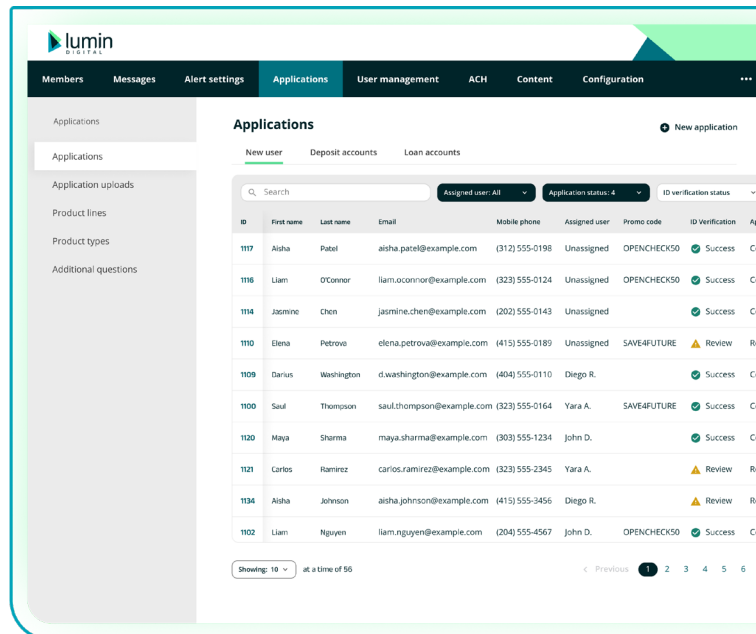 lumin
DIGITAL
Members Messages Alert settings Applications User management ACH Content Configuration ...
Applications
Applications
Application uploads
Product lines
Product types
Additional questions
Applications
New application
New user Deposit accounts Loan accounts
Search Assigned user: All Application status: 4 ID verification status
ID First name Last name Email Mobile phone Assigned user Promo code ID Verification
1117 Aisha Patel aisha.patel@example.com (312) 555-0198 Unassigned OPENCHECK50 Success
1116 Liam O'Connor liam.oconnor@example.com (323) 555-0124 Unassigned OPENCHECK50 Success
1114 Jasmine Chen jasmine.chen@example.com (202) 555-0143 Unassigned Success
1110 Elena Petrova elena.petrova@example.com (415) 555-0189 Unassigned SAVE4FUTURE Review
1109 Darius Washington d.washington@example.com (404) 555-0110 Diego R. Success
1100 Saul Thompson saul.thompson@example.com (323) 555-0164 Yara A. SAVE4FUTURE Success
1120 Maya Sharma maya.sharma@example.com (303) 555-1234 John D. Success
1121 Carlos Ramirez carlos.ramirez@example.com (323) 555-2345 Yara A. Review
1134 Aisha Johnson aisha.johnson@example.com (415) 555-3456 Diego R. Review
1102 Liam Nguyen liam.nguyen@example.com (204) 555-4567 John D. OPENCHECK50 Success
Showing: 10 at a time of 56 < Previous 1 2 3 4 5 6